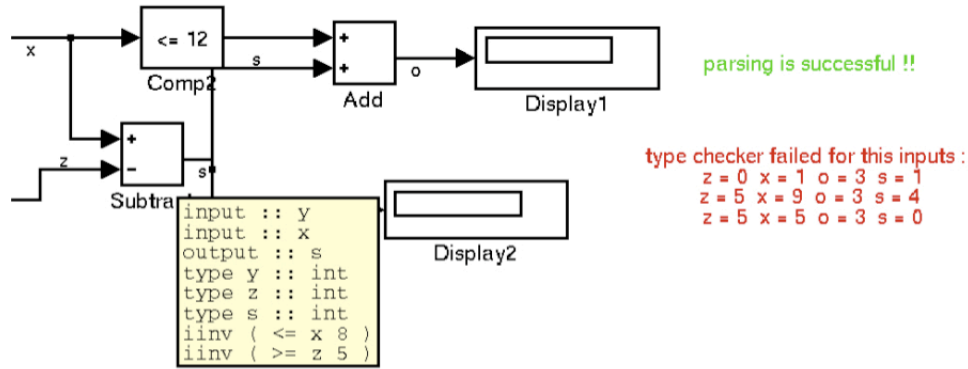 x
<= 12
Comp2
s
+
+
Add
o
Display1
parsing is successful !!
z
+
−
Subtra
s
Display2
type checker failed for this inputs :
z = 0 x = 1 o = 3 s = 1
z = 5 x = 9 o = 3 s = 4
z = 5 x = 5 o = 3 s = 0
input :: y
input :: x
output :: s
type y :: int
type z :: int
type s :: int
iinv ( <= x 8 )
iinv ( >= z 5 )